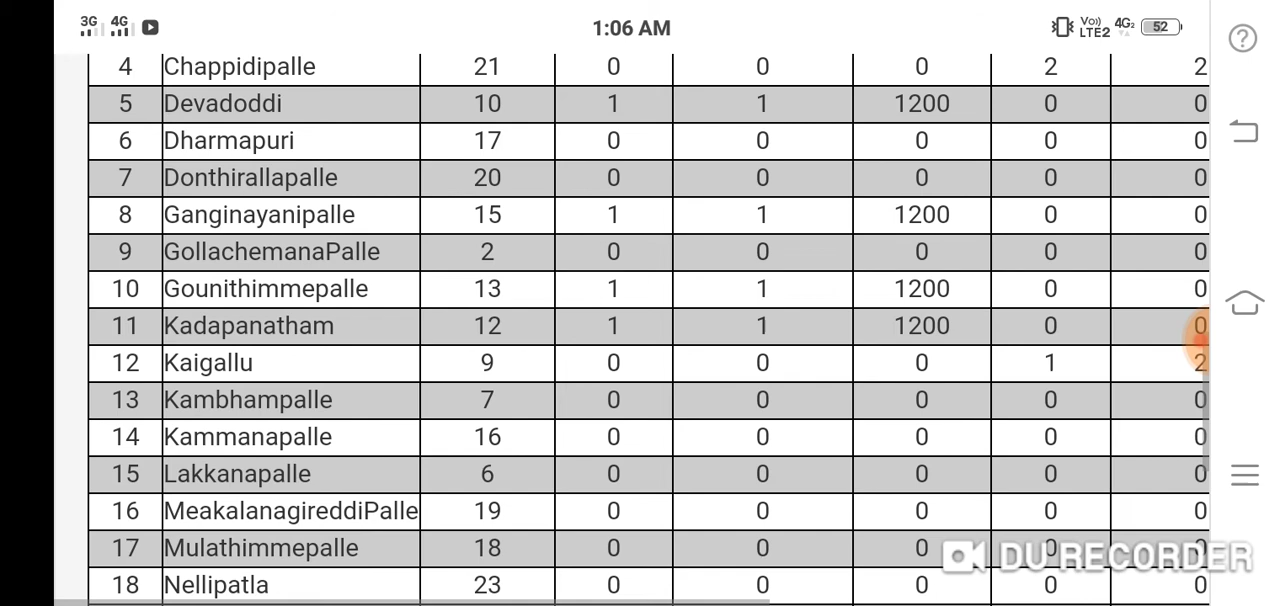 3G 4G 1:06 AM Vo)) LTE2 4G2 52
4 Chappidipalle 21 0 0 0 2 2
5 Devadoddi 10 1 1 1200 0 0
6 Dharmapuri 17 0 0 0 0 0
7 Donthirallapalle 20 0 0 0 0 0
8 Ganginayanipalle 15 1 1 1200 0 0
9 GollachemanaPalle 2 0 0 0 0 0
10 Gounithimmepalle 13 1 1 1200 0 0
11 Kadapanatham 12 1 1 1200 0 0
12 Kaigallu 9 0 0 0 1 2
13 Kambhampalle 7 0 0 0 0 0
14 Kammanapalle 16 0 0 0 0 0
15 Lakkanapalle 6 0 0 0 0 0
16 MeakalanagireddiPalle 19 0 0 0 0 0
17 Mulathimmepalle 18 0 0 0 0 0
DU RECORDER
18 Nellipatla 23 0 0 0 0 0